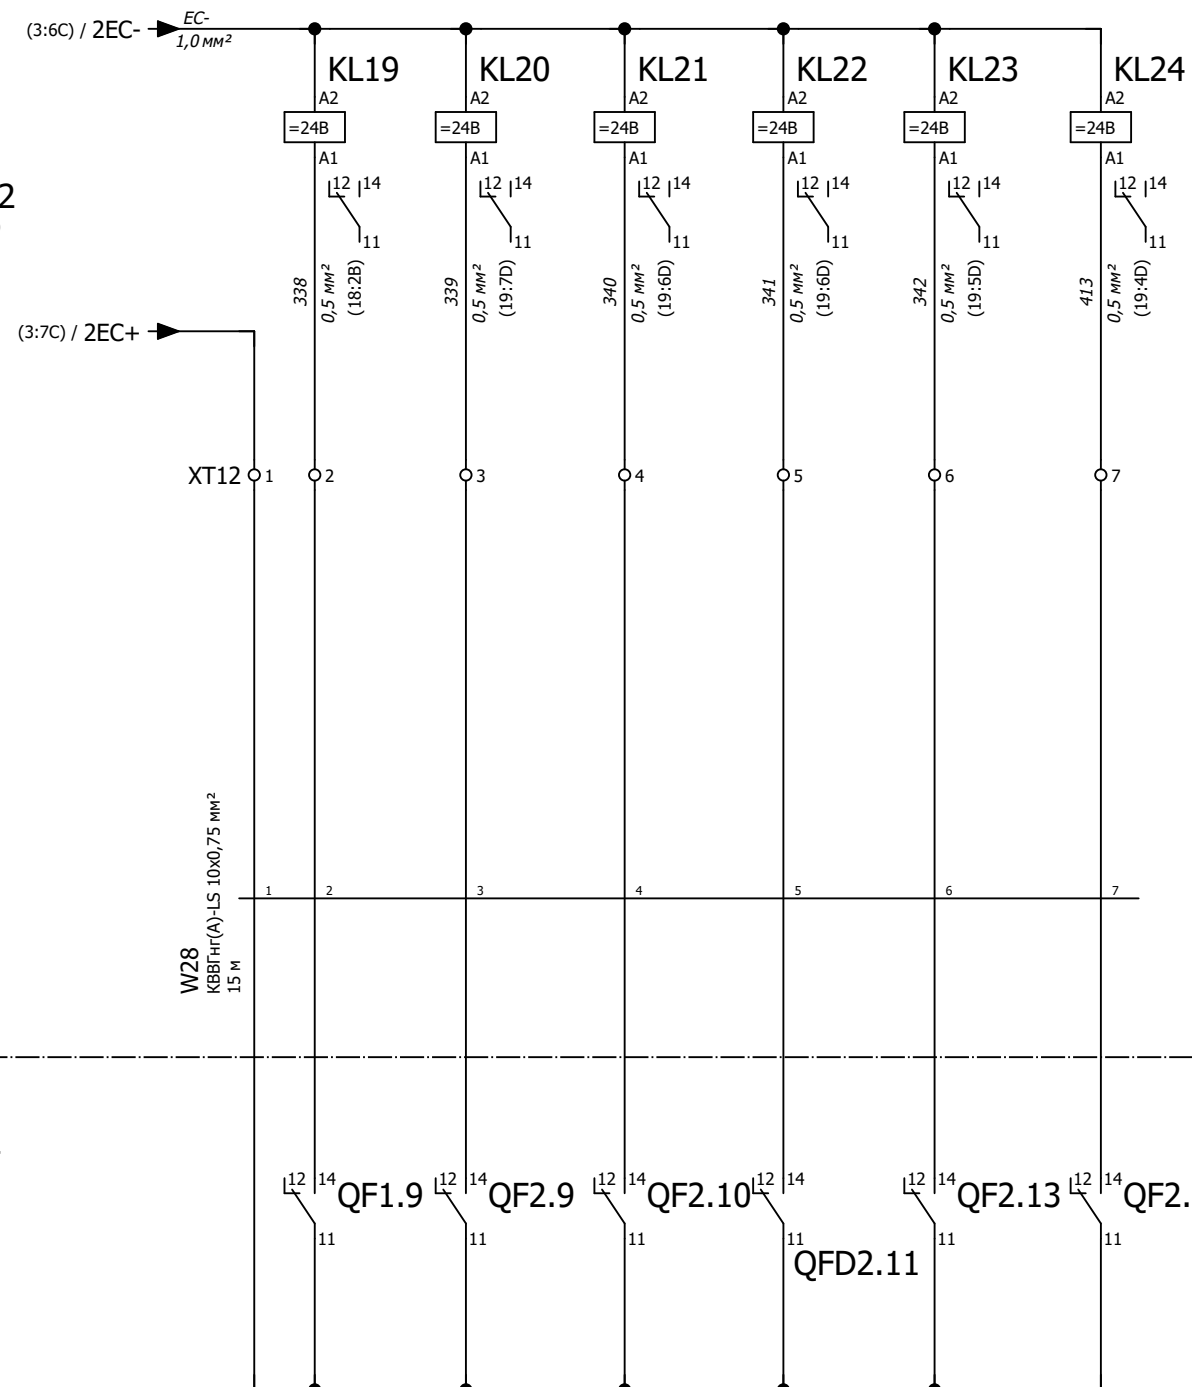 (3:6C) / 2EC-
EC-
1,0 мм²
KL19
KL20
KL21
KL22
KL23
KL24
A2
A2
A2
A2
A2
A2
=24В
=24В
=24В
=24В
=24В
=24В
A1
A1
A1
A1
A1
A1
12 14
12 14
12 14
12 14
12 14
12 14
2
11
11
11
11
11
11
338
0,5 мм²
(18:2B)
339
0,5 мм²
(19:7D)
340
0,5 мм²
(19:6D)
341
0,5 мм²
(19:6D)
342
0,5 мм²
(19:5D)
413
0,5 мм²
(19:4D)
(3:7C) / 2EC+
XT12 1 2 3 4 5 6 7
W28
КВВГнг(А)-LS 10x0,75 мм²
15 м
1 2 3 4 5 6 7
12 14 QF1.9
12 14 QF2.9
12 14 QF2.10
12 14
12 14 QF2.13
12 14 QF2.
11
11
11
11
11
11
QFD2.11